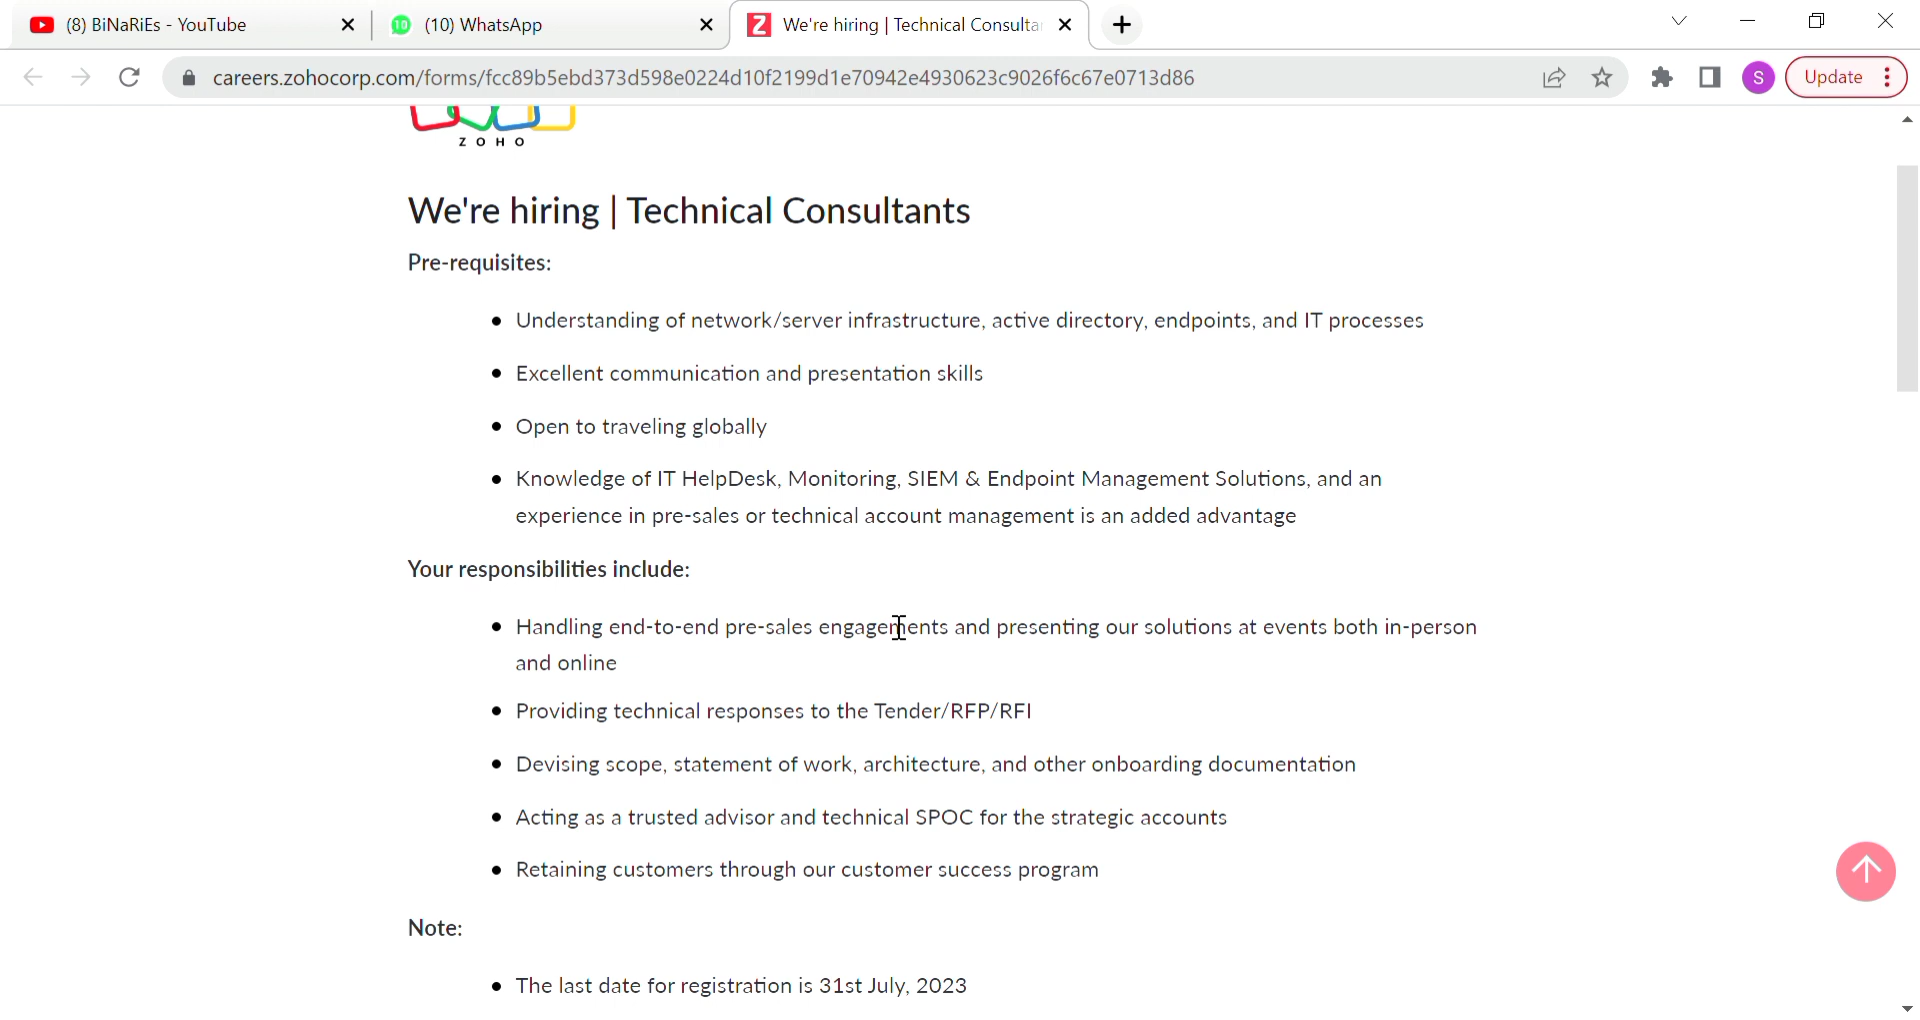 (8) BiNaRiEs - YouTube
10
(10) WhatsApp
Z
We're hiring | Technical Consulta
careers.zohocorp.com/forms/fcc89b5ebd373d598e0224d10f2199d1e70942e4930623c9026f6c67e0713d86
S
Update
ZOHO
We're hiring | Technical Consultants
Pre-requisites:
Understanding of network/server infrastructure, active directory, endpoints, and IT processes
Excellent communication and presentation skills
Open to traveling globally
Knowledge of IT HelpDesk, Monitoring, SIEM & Endpoint Management Solutions, and an
experience in pre-sales or technical account management is an added advantage
Your responsibilities include:
Handling end-to-end pre-sales engagements and presenting our solutions at events both in-person
and online
Providing technical responses to the Tender/RFP/RFI
Devising scope, statement of work, architecture, and other onboarding documentation
Acting as a trusted advisor and technical SPOC for the strategic accounts
Retaining customers through our customer success program
Note:
The last date for registration is 31st July, 2023